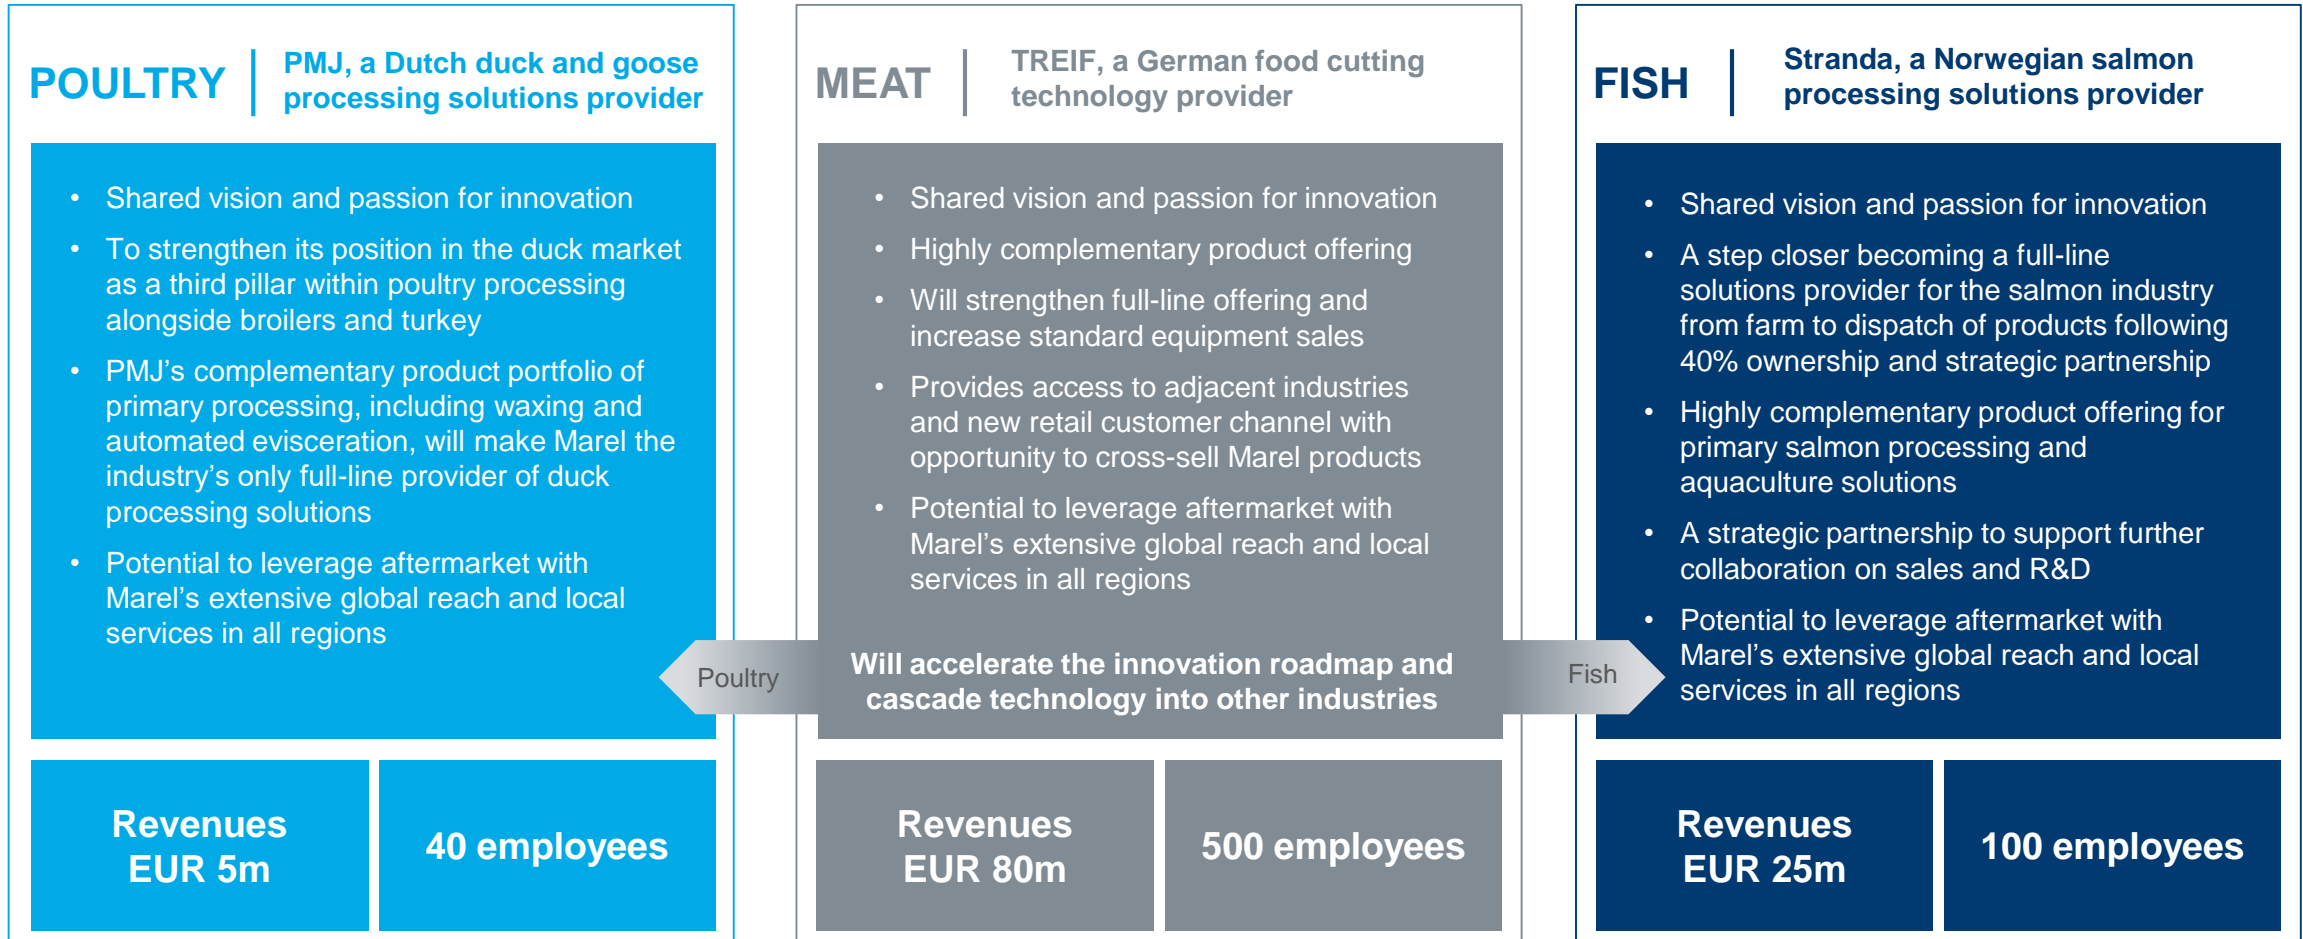 POULTRY
PMJ, a Dutch duck and goose
processing solutions provider
• Shared vision and passion for innovation
• To strengthen its position in the duck market
as a third pillar within poultry processing
alongside broilers and turkey
• PMJ’s complementary product portfolio of
primary processing, including waxing and
automated evisceration, will make Marel the
industry’s only full-line provider of duck
processing solutions
• Potential to leverage aftermarket with
Marel’s extensive global reach and local
services in all regions
Revenues
EUR 5m
40 employees
MEAT
TREIF, a German food cutting
technology provider
• Shared vision and passion for innovation
• Highly complementary product offering
• Will strengthen full-line offering and
increase standard equipment sales
• Provides access to adjacent industries
and new retail customer channel with
opportunity to cross-sell Marel products
• Potential to leverage aftermarket with
Marel’s extensive global reach and local
services in all regions
Poultry
Will accelerate the innovation roadmap and
cascade technology into other industries
Fish
Revenues
EUR 80m
500 employees
FISH
Stranda, a Norwegian salmon
processing solutions provider
• Shared vision and passion for innovation
• A step closer becoming a full-line
solutions provider for the salmon industry
from farm to dispatch of products following
40% ownership and strategic partnership
• Highly complementary product offering for
primary salmon processing and
aquaculture solutions
• A strategic partnership to support further
collaboration on sales and R&D
• Potential to leverage aftermarket with
Marel’s extensive global reach and local
services in all regions
Revenues
EUR 25m
100 employees